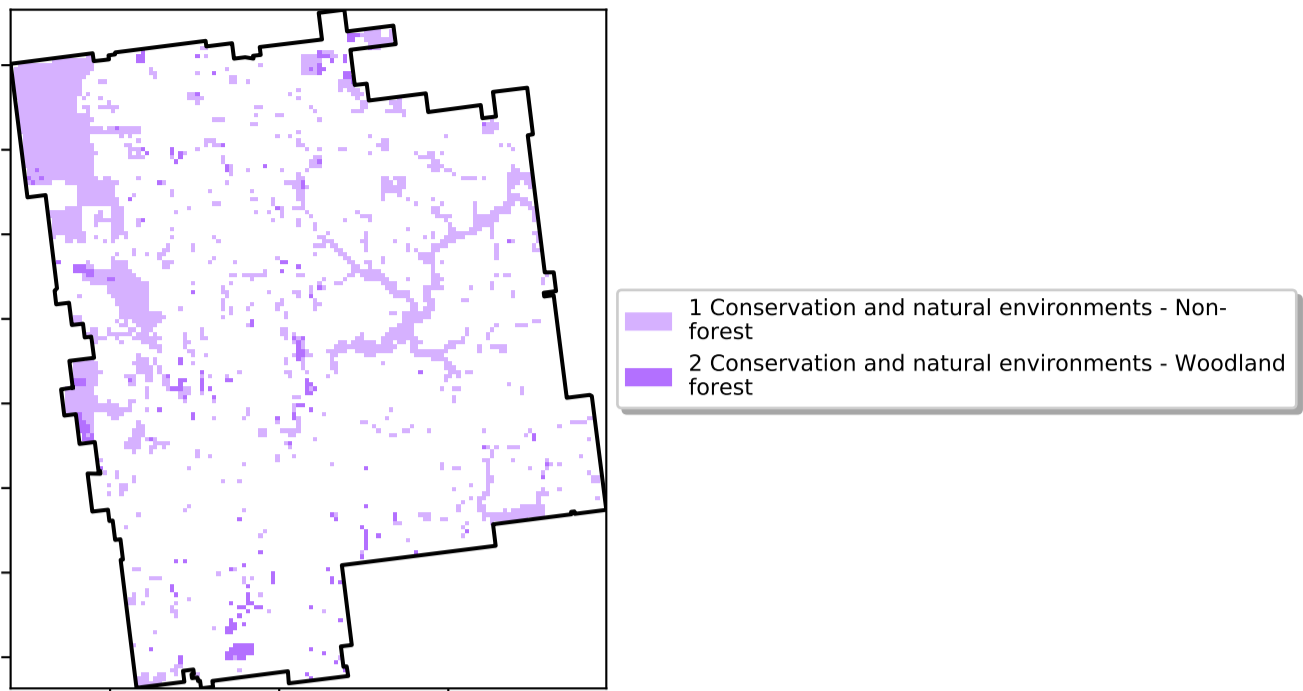 1 Conservation and natural environments - Non-
forest
2 Conservation and natural environments - Woodland
forest